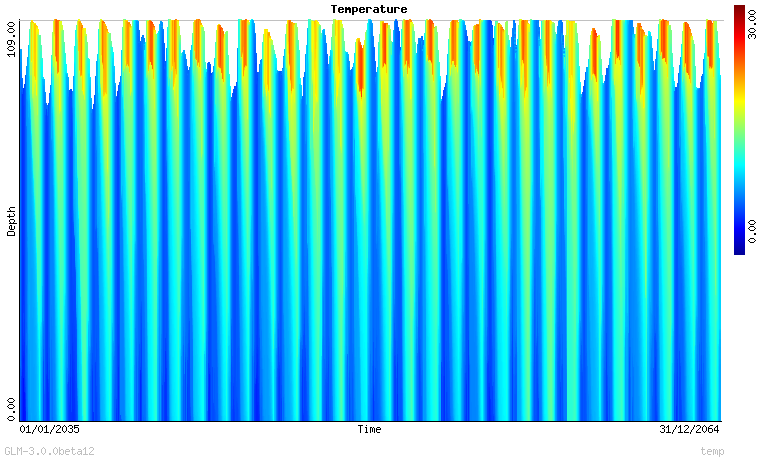 Temperature
109.00
Depth
0.00
30.00
0.00
01/01/2035
Time
31/12/2064
GLM-3.0.0beta12
temp